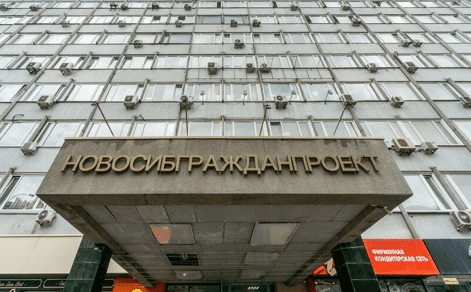 НОВОСИБГРАЖДАНПРОЕКТ
ФИРМЕННАЯ
КОНДИТЕРСКАЯ СЕТЬ